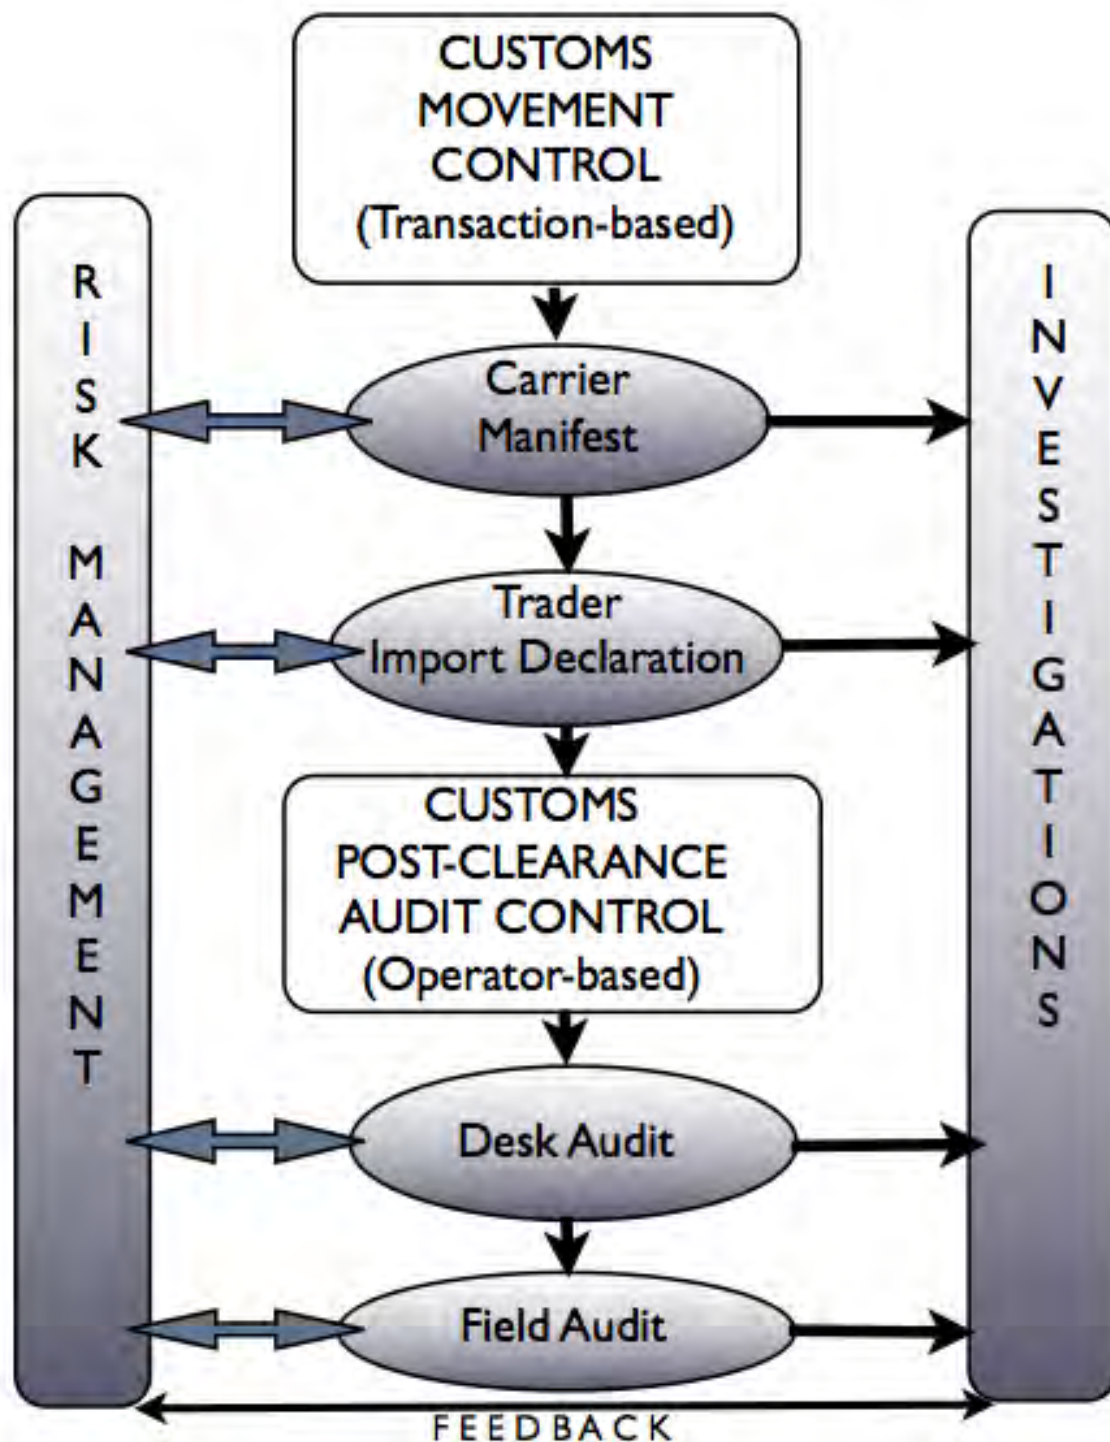 CUSTOMS
MOVEMENT
CONTROL
(Transaction-based)
RISK MANAGEMENT
INVESTIGATIONS
Carrier
Manifest
Trader
Import Declaration
CUSTOMS
POST-CLEARANCE
AUDIT CONTROL
(Operator-based)
Desk Audit
Field Audit
FEEDBACK